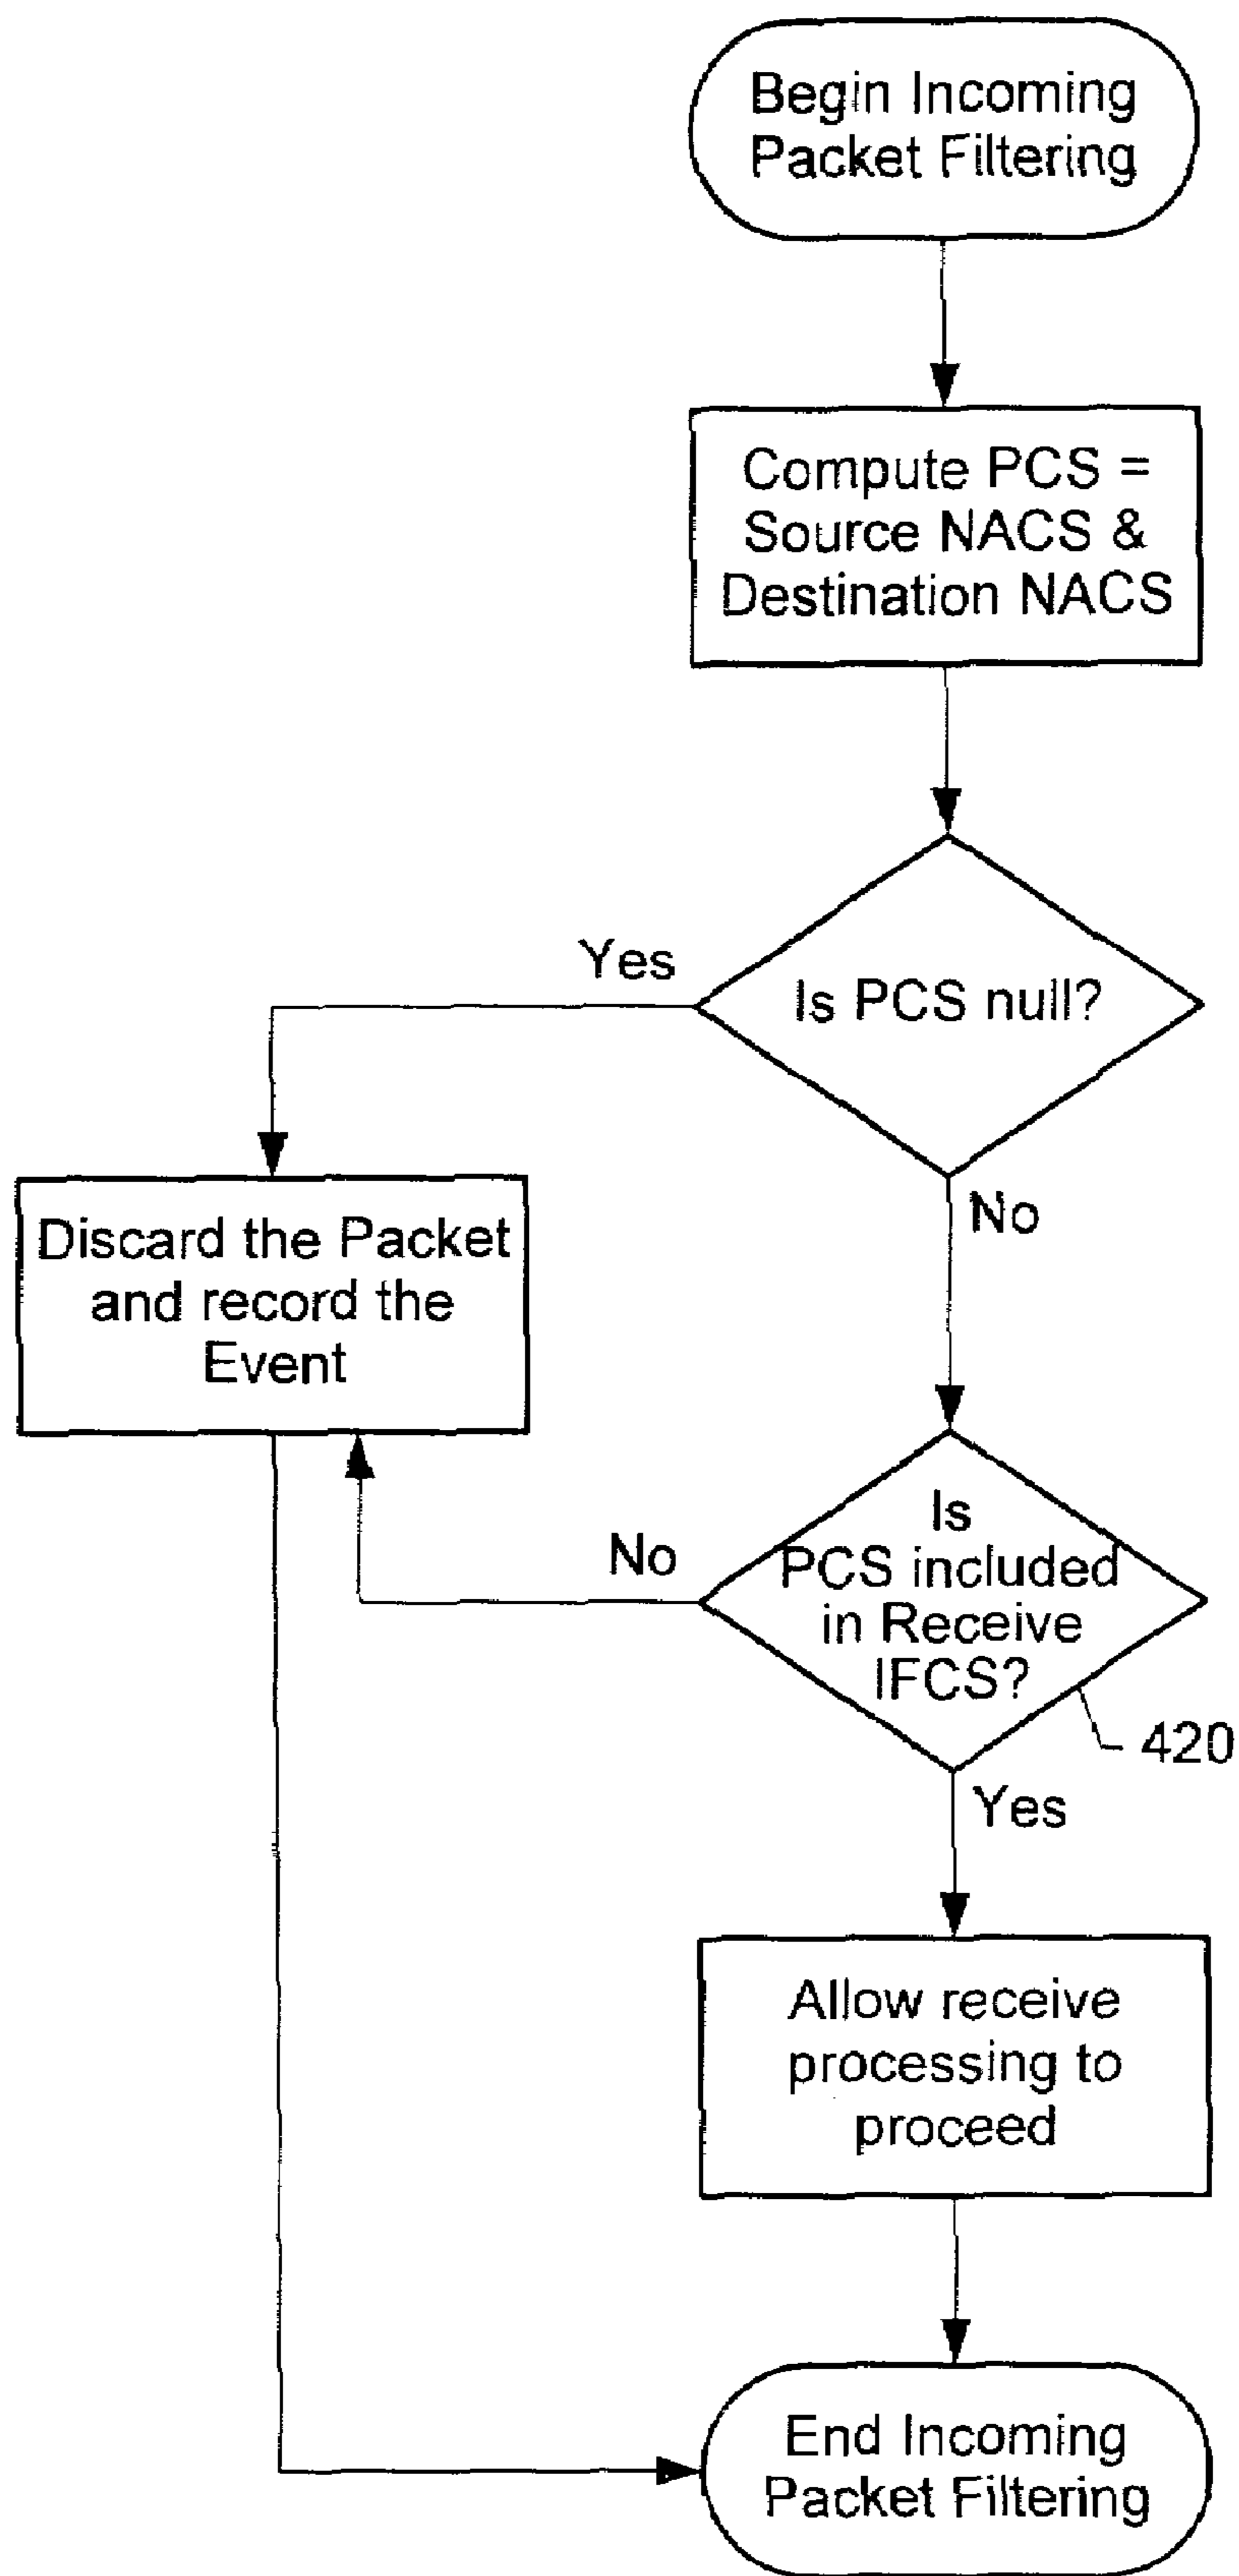 Begin Incoming
Packet Filtering
Compute PCS =
Source NACS &
Destination NACS
Yes
Is PCS null?
No
Discard the Packet
and record the
Event
No
Is
PCS included
in Receive
IFCS?
420
Yes
Allow receive
processing to
proceed
End Incoming
Packet Filtering